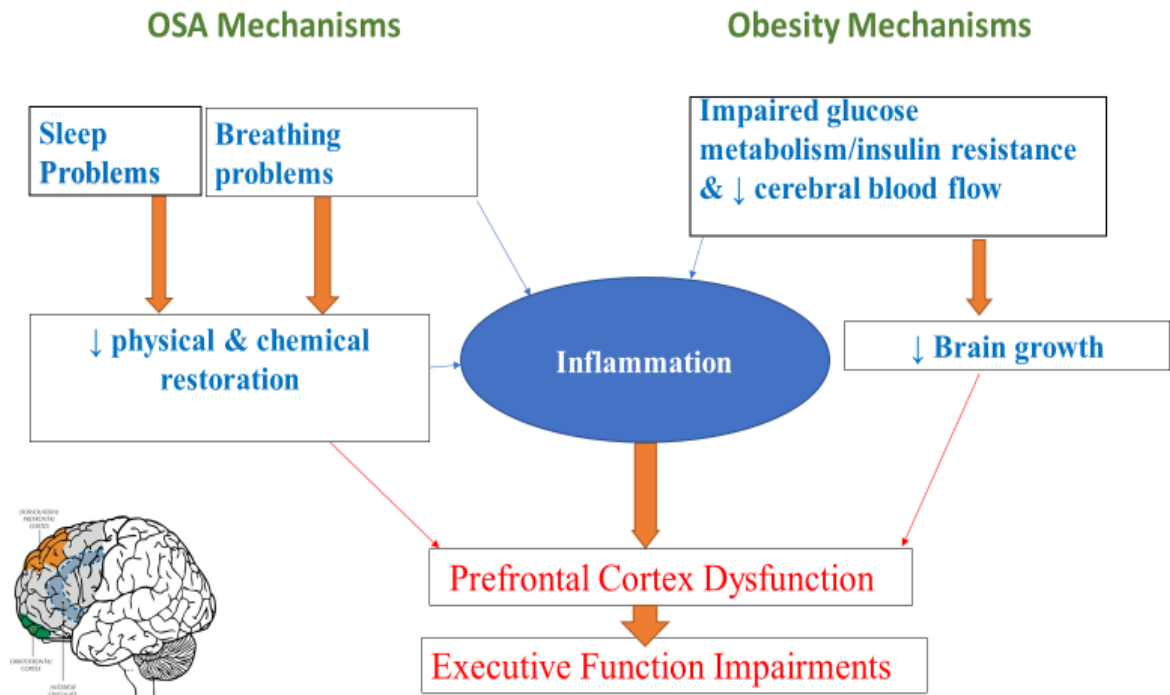 OSA Mechanisms
Obesity Mechanisms
Sleep
Problems
Breathing
problems
Impaired glucose
metabolism/insulin resistance
& ↓ cerebral blood flow
↓ physical & chemical
restoration
Inflammation
↓ Brain growth
DORSOLATERAL
PREFRONTAL
CORTEX
Prefrontal Cortex Dysfunction
ORBITOFRONTAL
CORTEX
ANTERIOR
Executive Function Impairments